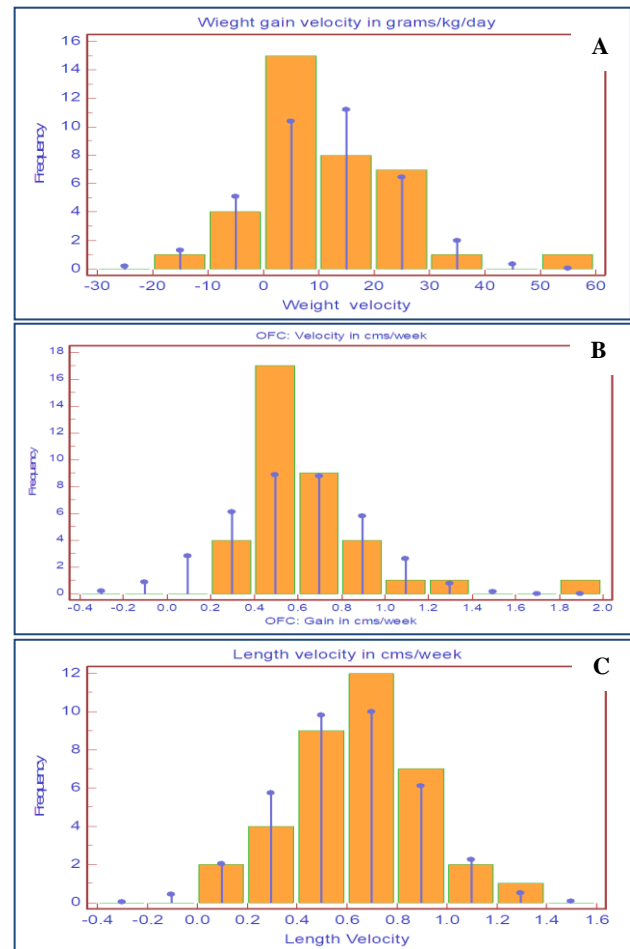 Wieght gain velocity in grams/kg/day
A
16
14
12
10
8
6
4
2
0
Frequency
-30 -20 -10 0 10 20 30 40 50 60
Weight velocity
OFC: Velocity in cms/week
B
18
16
14
12
10
8
6
4
2
0
Frequency
-0.4 -0.2 0.0 0.2 0.4 0.6 0.8 1.0 1.2 1.4 1.6 1.8 2.0
OFC: Gain in cms/week
Length velocity in cms/week
C
12
10
8
6
4
2
0
Frequency
-0.4 -0.2 0.0 0.2 0.4 0.6 0.8 1.0 1.2 1.4 1.6
Length Velocity